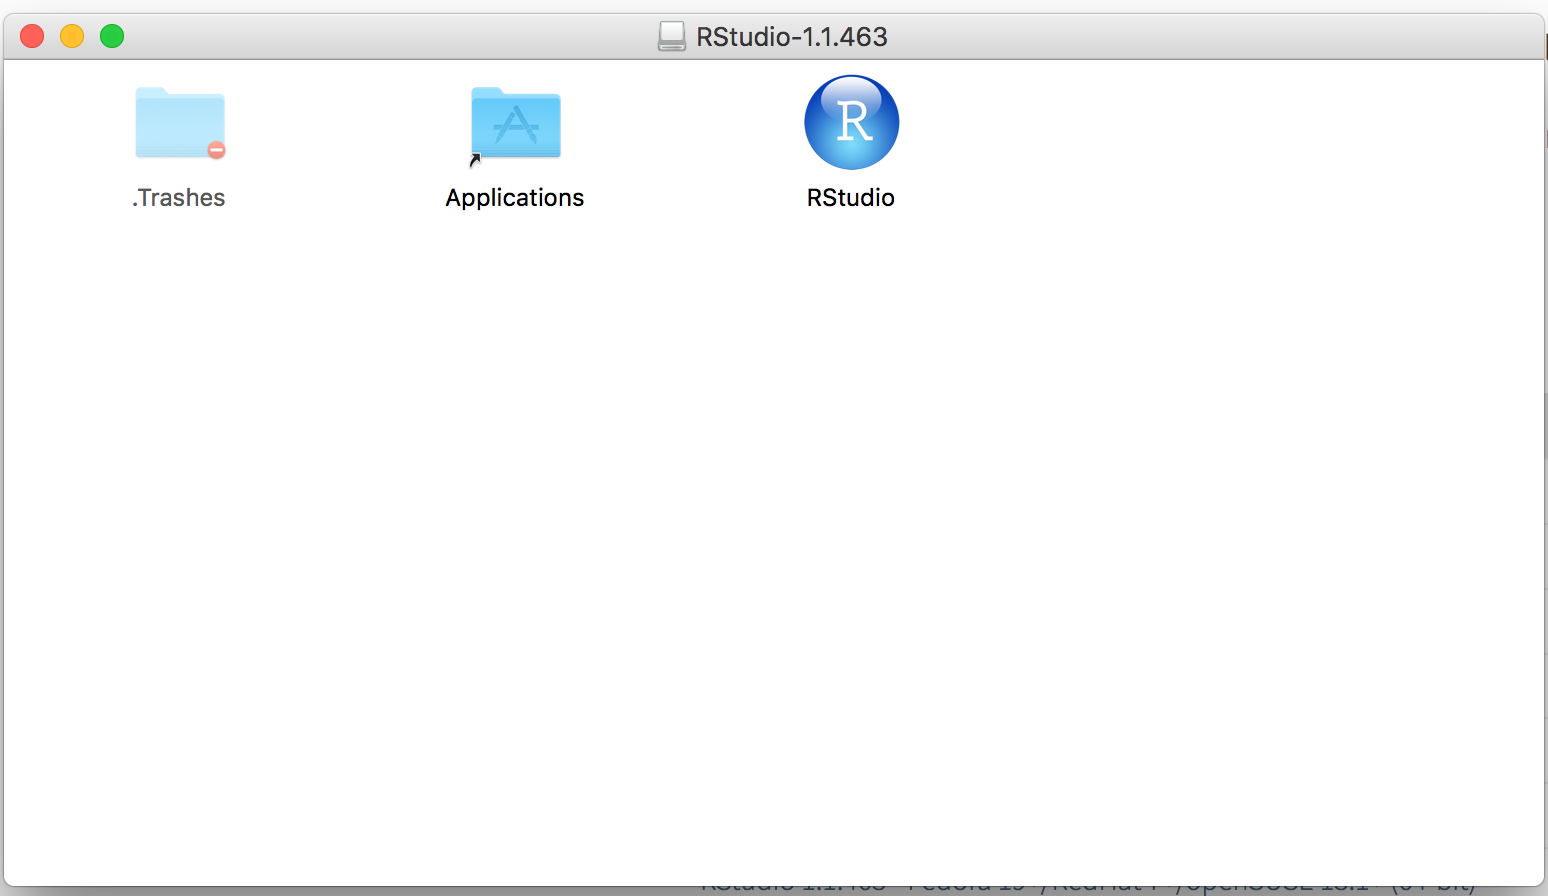 RStudio-1.1.463
R
.Trashes
Applications
RStudio